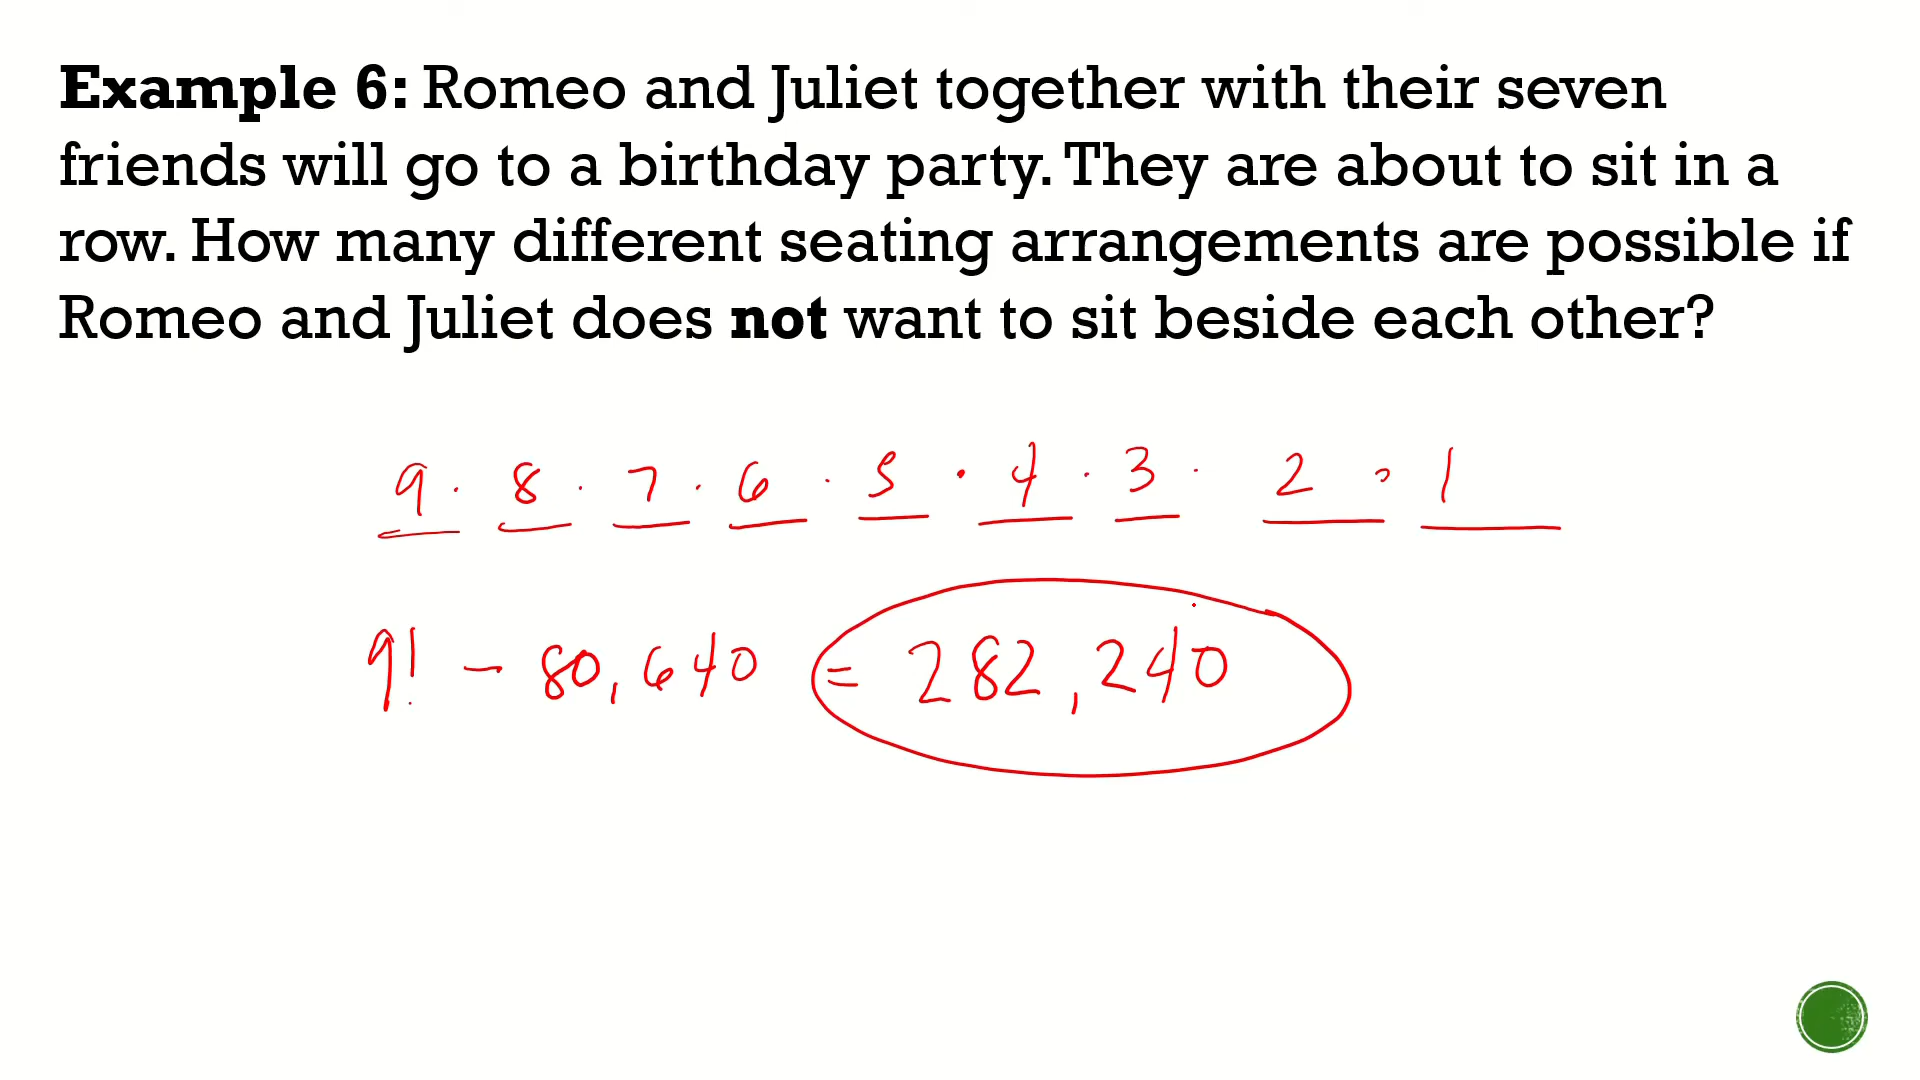 Example 6: Romeo and Juliet together with their seven
friends will go to a birthday party. They are about to sit in a
row. How many different seating arrangements are possible if
Romeo and Juliet does not want to sit beside each other?
9 · 8 · 7 · 6 · 5 · 4 · 3 · 2 · 1
9! - 80,640 = 282,240